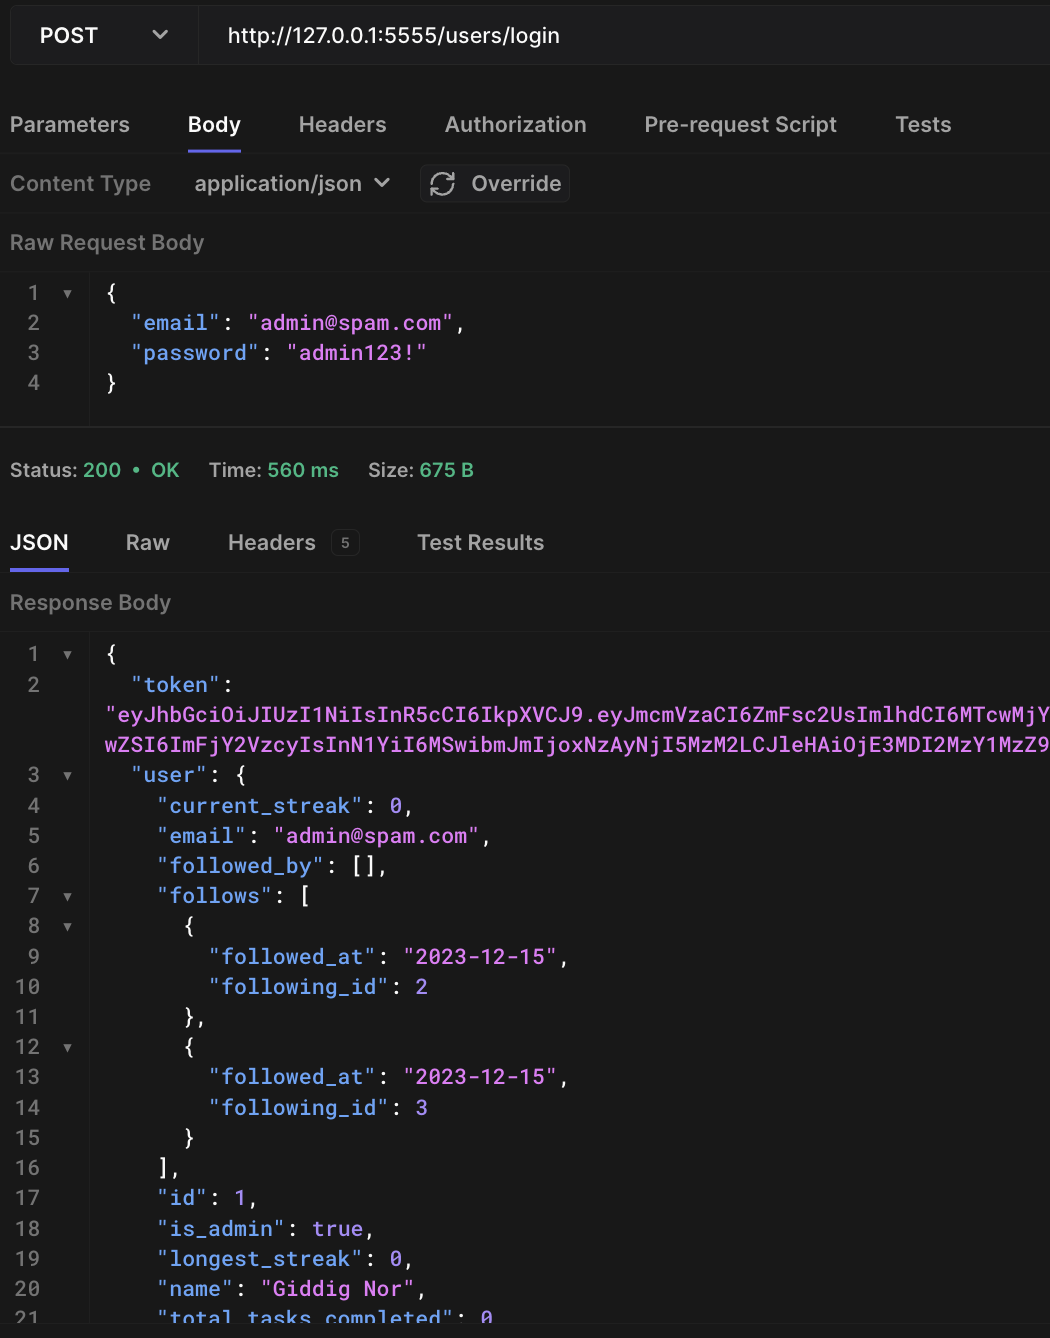 POST http://127.0.0.1:5555/users/login
Parameters Body Headers Authorization Pre-request Script Tests
Content Type application/json Override
Raw Request Body
1 {
2 "email": "admin@spam.com",
3 "password": "admin123!"
4 }
Status: 200 • OK Time: 560 ms Size: 675 B
JSON Raw Headers 5 Test Results
Response Body
1 {
2 "token":
"eyJhbGciOiJIUzI1NiIsInR5cCI6IkpXVCJ9.eyJmcmVzaCI6ZmFsc2UsImlhdCI6MTcwMjY
wZSI6ImFjY2VzcyIsInN1YiI6MSwibmJmIjoxNzAyNjI5MzM2LCJleHAiOjE3MDI2MzY1MzZ9
3 "user": {
4 "current_streak": 0,
5 "email": "admin@spam.com",
6 "followed_by": [],
7 "follows": [
8 {
9 "followed_at": "2023-12-15",
10 "following_id": 2
11 },
12 {
13 "followed_at": "2023-12-15",
14 "following_id": 3
15 }
16 ],
17 "id": 1,
18 "is_admin": true,
19 "longest_streak": 0,
20 "name": "Giddig Nor",
21 "total_tasks_completed": 0